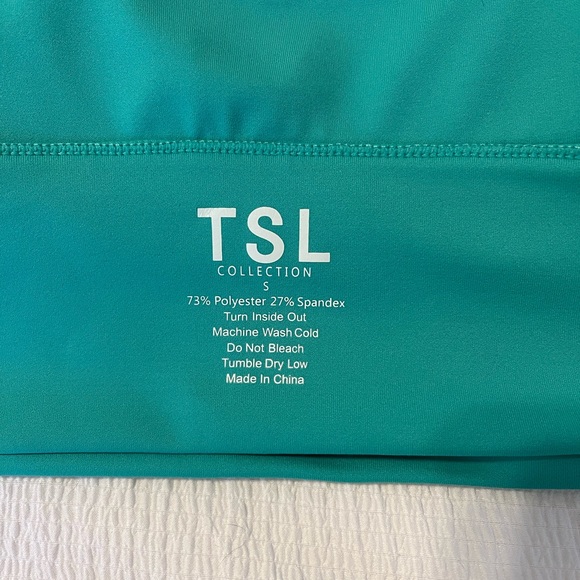 TSL
COLLECTION
S
73% Polyester 27% Spandex
Turn Inside Out
Machine Wash Cold
Do Not Bleach
Tumble Dry Low
Made In China